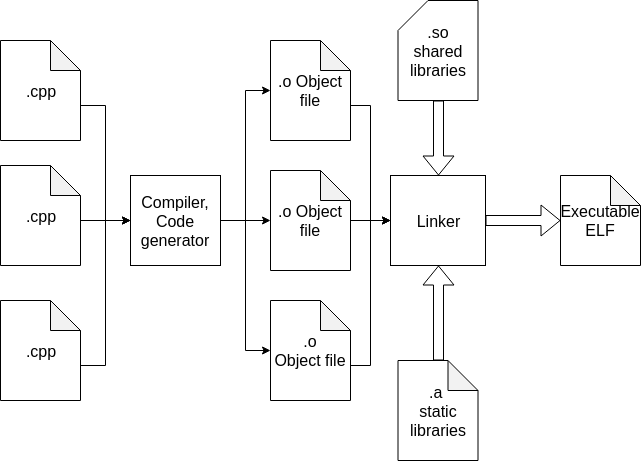 .cpp
.cpp
.cpp
Compiler,
Code
generator
.o Object
file
.o Object
file
.o
Object file
.so
shared
libraries
Linker
.a
static
libraries
Executable
ELF